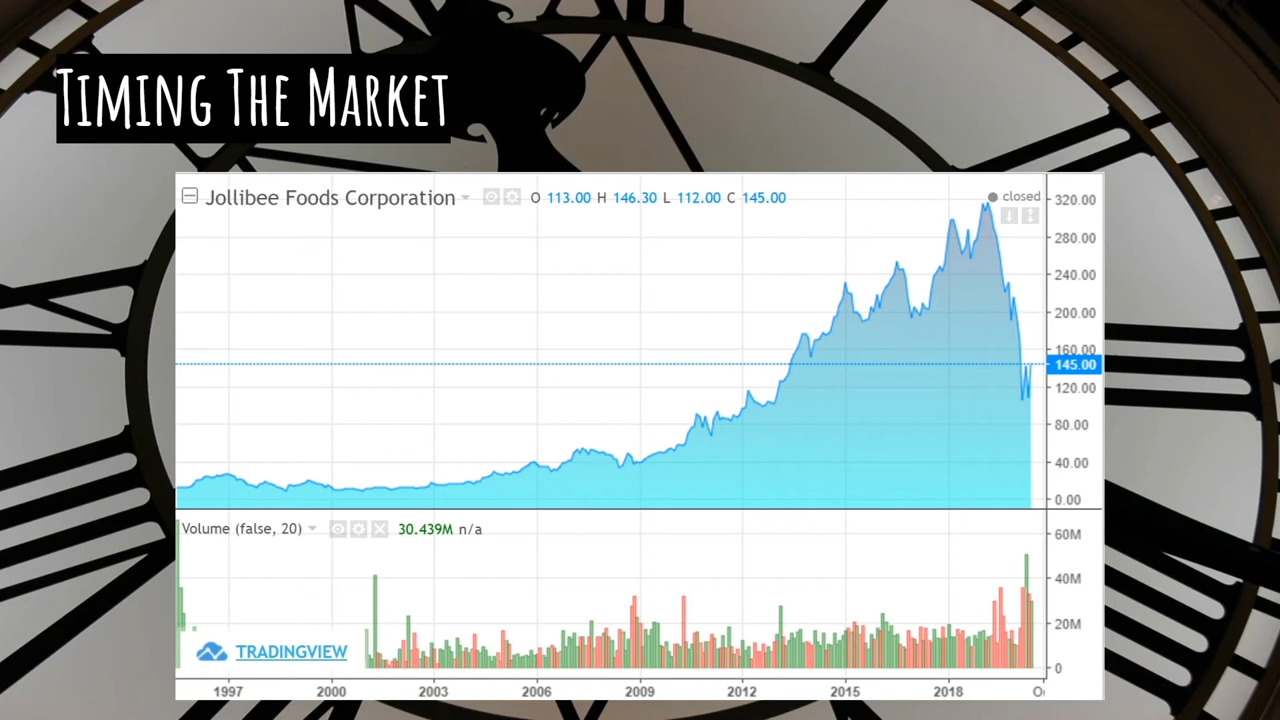 TIMING THE MARKET
Jollibee Foods Corporation O 113.00 H 146.30 L 112.00 C 145.00
closed
320.00
280.00
240.00
200.00
160.00
145.00
120.00
80.00
40.00
0.00
Volume (false, 20) 30.439M n/a
60M
40M
20M
0
TRADINGVIEW
1997 2000 2003 2006 2009 2012 2015 2018